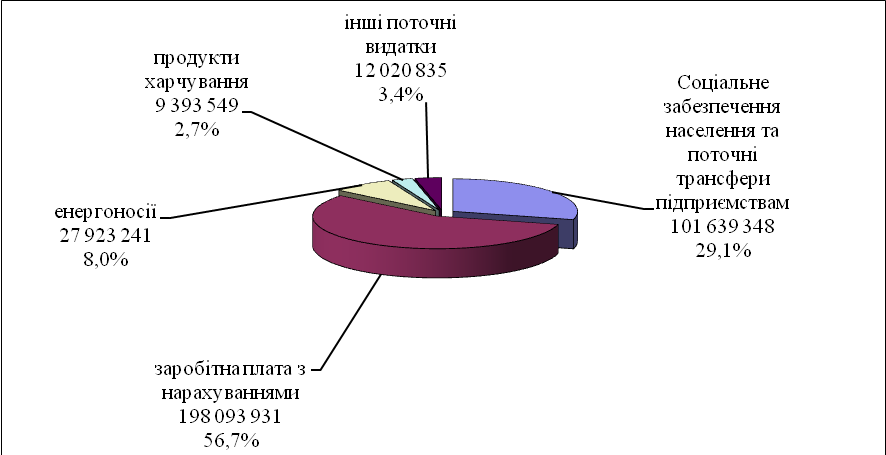 інші поточні
видатки
12 020 835
3,4%
продукти
харчування
9 393 549
2,7%
Соціальне
забезпечення
населення та
поточні
трансфери
підприємствам
101 639 348
29,1%
енергоносії
27 923 241
8,0%
заробітна плата з
нарахуваннями
198 093 931
56,7%